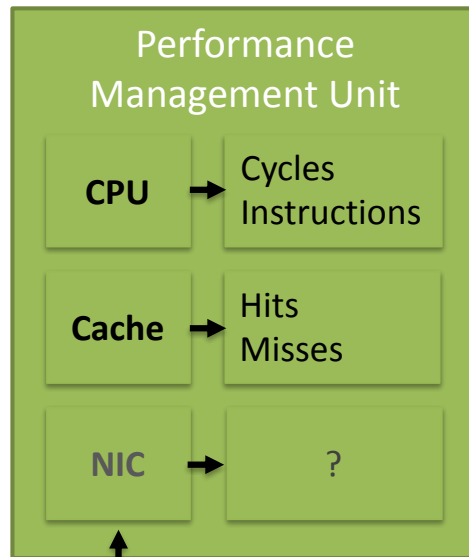 Performance
Management Unit
CPU
Cycles
Instructions
Cache
Hits
Misses
NIC
?